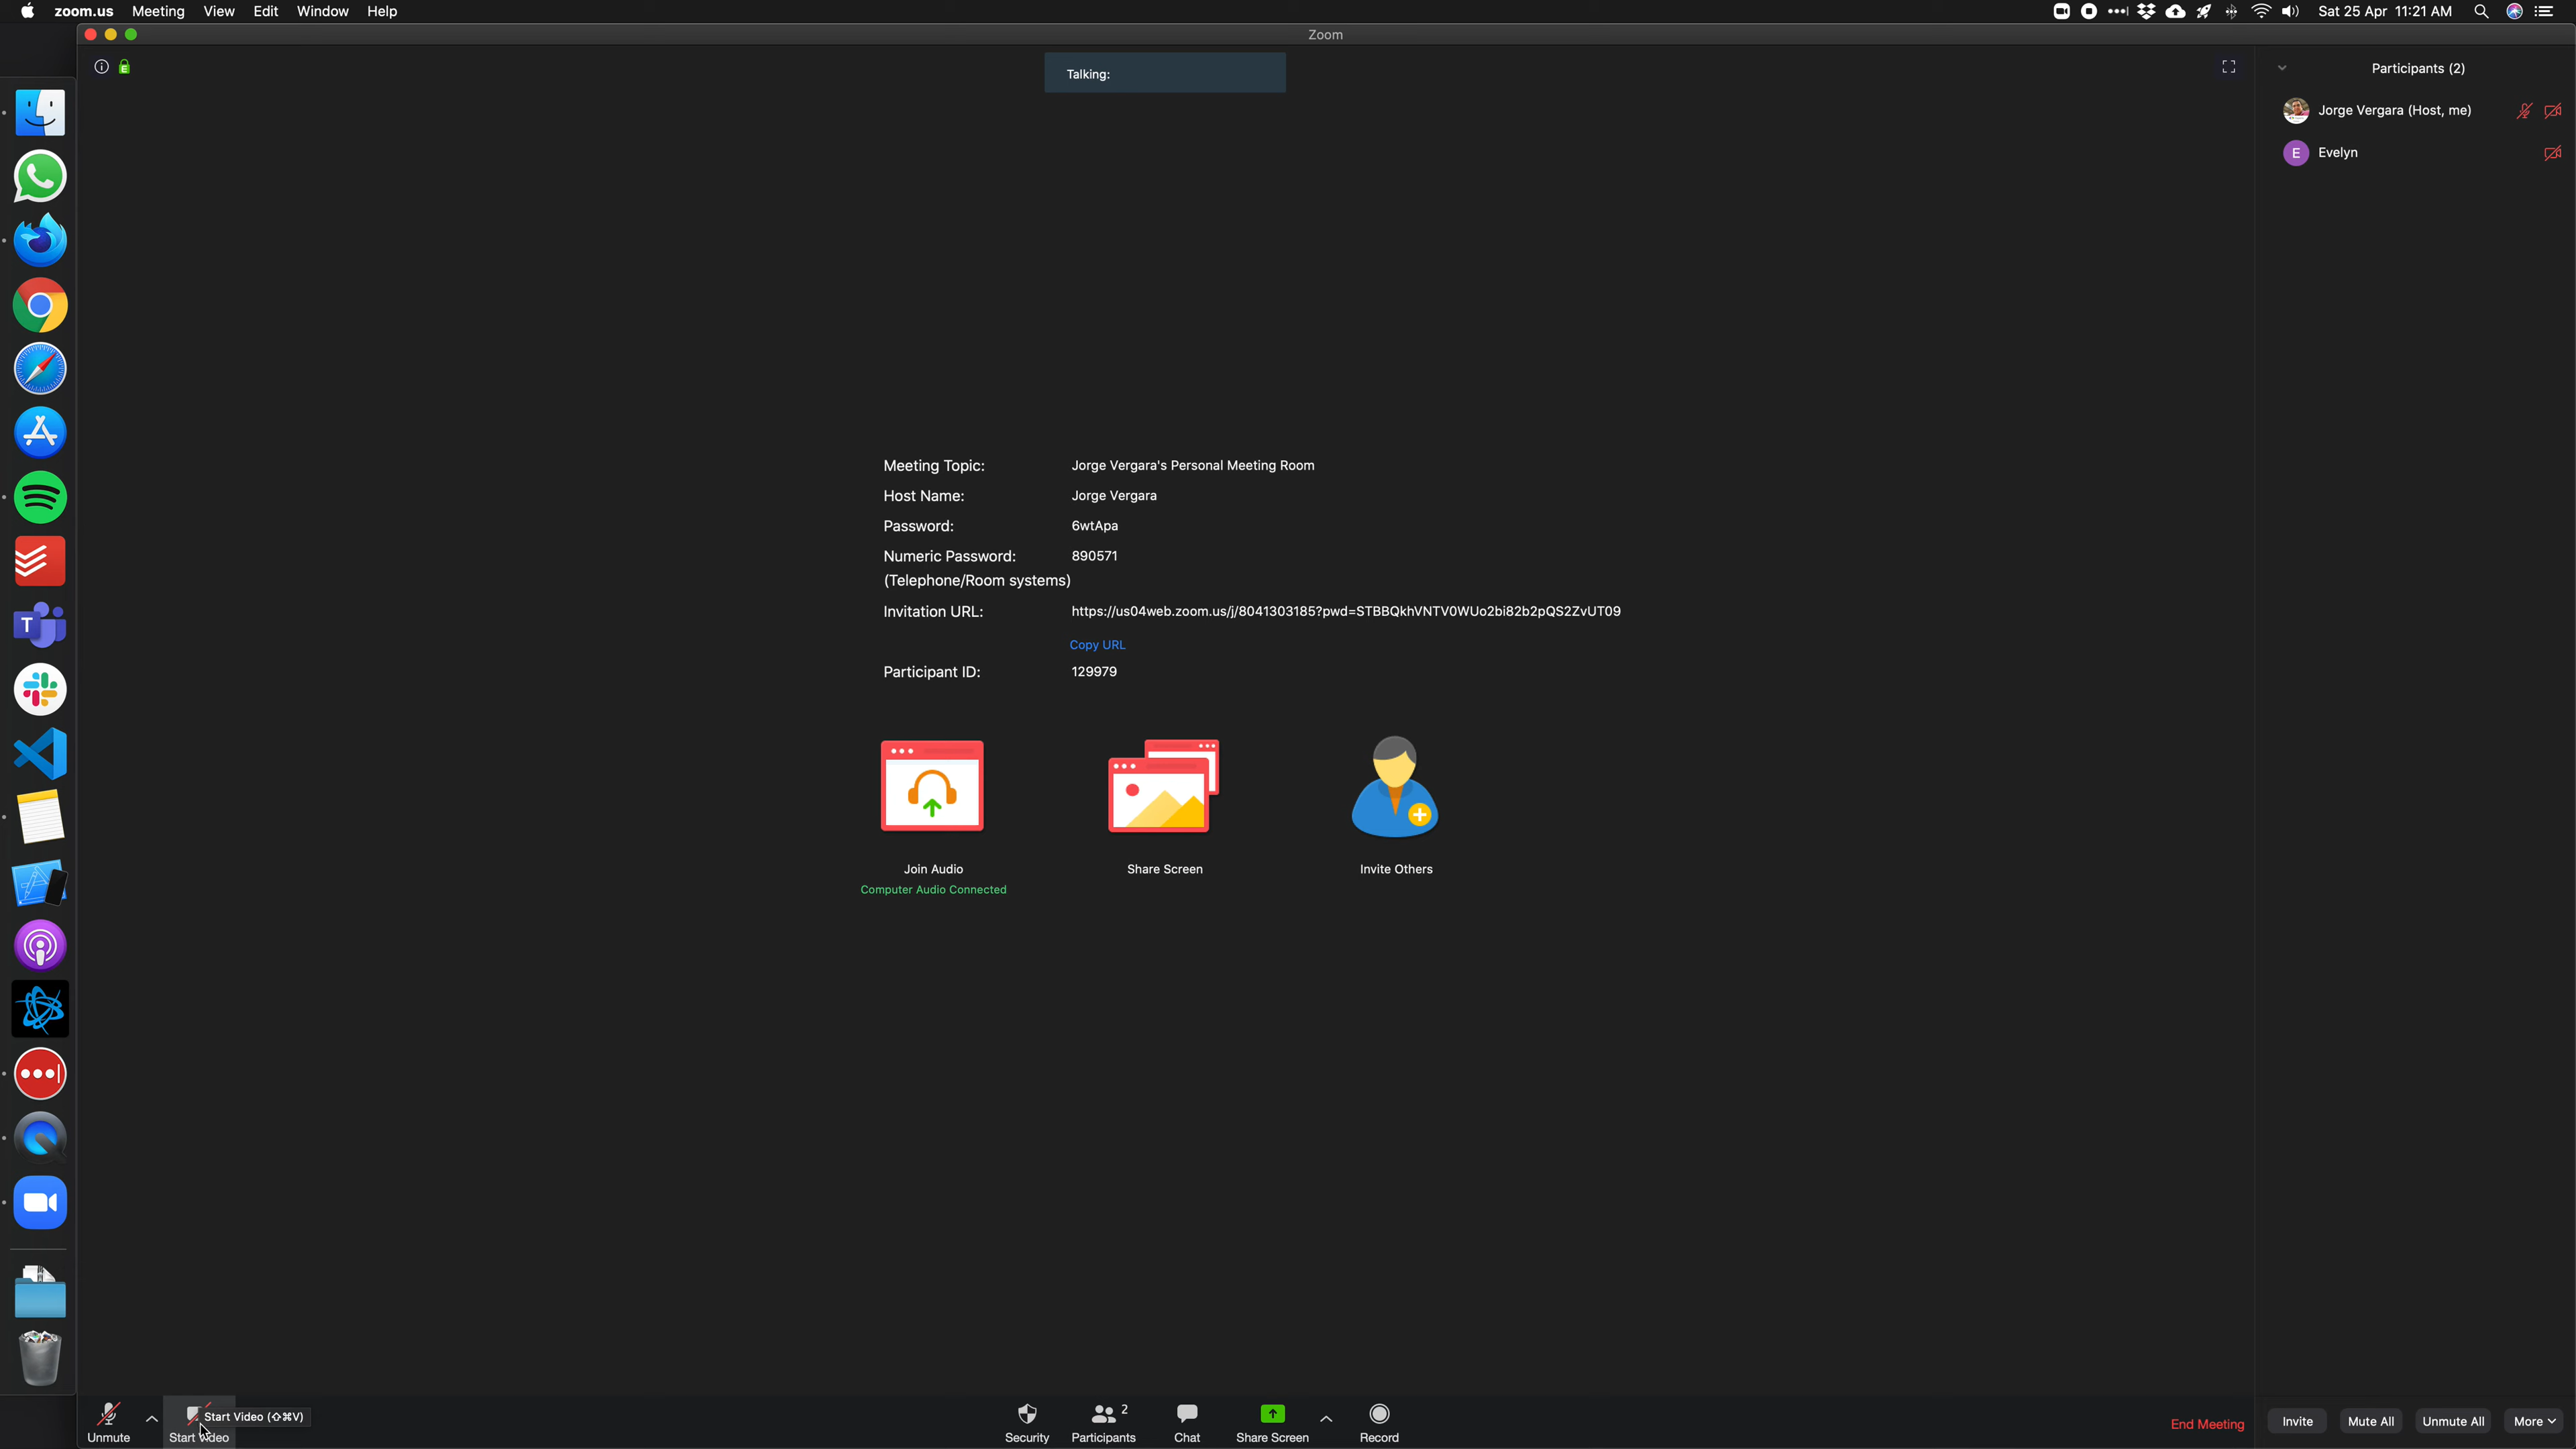 zoom.us Meeting View Edit Window Help Sat 25 Apr 11:21 AM
Zoom
Talking:
Participants (2)
Jorge Vergara (Host, me)
E Evelyn
Meeting Topic: Jorge Vergara's Personal Meeting Room
Host Name: Jorge Vergara
Password: 6wtApa
Numeric Password: 890571
(Telephone/Room systems)
Invitation URL: https://us04web.zoom.us/j/8041303185?pwd=STBBQkhVNTV0WUo2bi82b2pQS2ZvUT09
Copy URL
Participant ID: 129979
Join Audio Share Screen Invite Others
Computer Audio Connected
Start Video (⇧⌘V)
2
Unmute Start Video Security Participants Chat Share Screen Record End Meeting
Invite Mute All Unmute All More
T